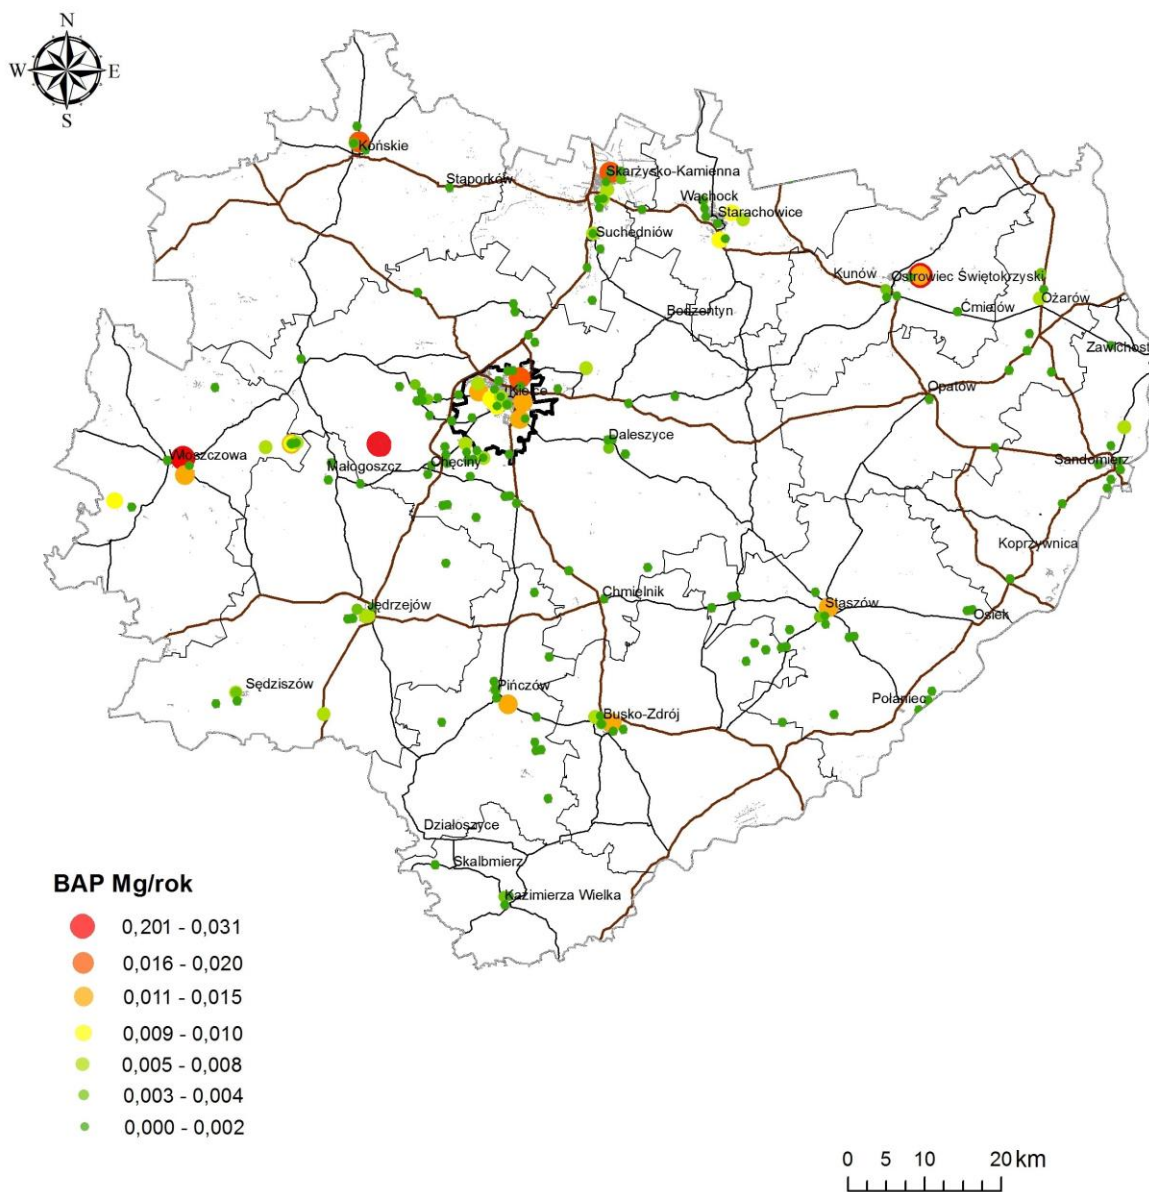 N
W E
S
Końskie
Stąporków
Skarżysko-Kamienna
Wąchock
Starachowice
Suchedniów
Kunów
Ostrowiec Świętokrzyski
Ćmielów
Ożarów
Bodzentyn
Zawichost
Kielce
Opatów
Daleszyce
Włoszczowa
Małogoszcz
Chęciny
Sandomierz
Koprzywnica
Jędrzejów
Chmielnik
Staszów
Osiek
Sędziszów
Pińczów
Busko-Zdrój
Połaniec
Działoszyce
Skalbmierz
Kazimierza Wielka
BAP Mg/rok
0,201 - 0,031
0,016 - 0,020
0,011 - 0,015
0,009 - 0,010
0,005 - 0,008
0,003 - 0,004
0,000 - 0,002
0 5 10 20 km